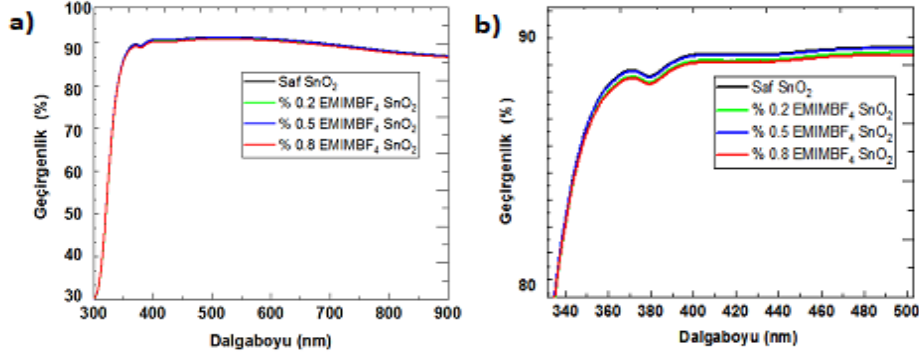 a)
100
90
80
70
60
50
40
30
Geçirgenlik (%)
Saf SnO₂
% 0.2 EMIMBF₄ SnO₂
% 0.5 EMIMBF₄ SnO₂
% 0.8 EMIMBF₄ SnO₂
300 400 500 600 700 800 900
Dalgaboyu (nm)
b)
90
80
Geçirgenlik (%)
Saf SnO₂
% 0.2 EMIMBF₄ SnO₂
% 0.5 EMIMBF₄ SnO₂
% 0.8 EMIMBF₄ SnO₂
340 360 380 400 420 440 460 480 500
Dalgaboyu (nm)